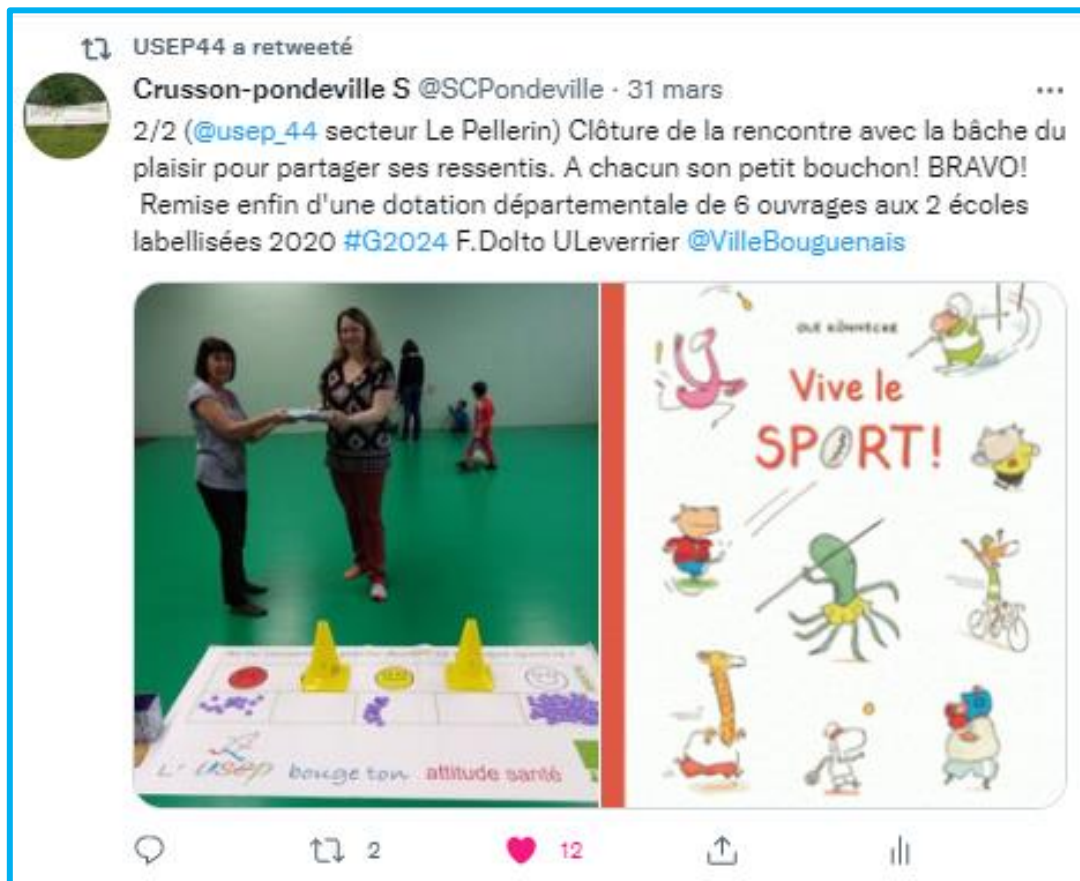 USEP44 a retweeté
Crusson-pondeville S @SCPondeville · 31 mars
2/2 (@usep_44 secteur Le Pellerin) Clôture de la rencontre avec la bâche du
plaisir pour partager ses ressentis. A chacun son petit bouchon! BRAVO!
Remise enfin d'une dotation départementale de 6 ouvrages aux 2 écoles
labellisées 2020 #G2024 F.Dolto ULeverrier @VilleBouguenais
OLE KÖNNECKE
Vive le
SPORT!
L' usep bouge ton attitude santé
2
12